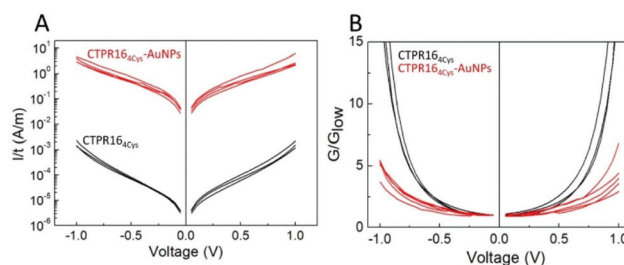 A
CTPR16₄Cys-AuNPs
CTPR16₄Cys
I/t (A/m)
10¹
10⁰
10⁻¹
10⁻²
10⁻³
10⁻⁴
10⁻⁵
10⁻⁶
-1.0 -0.5 0.0 0.5 1.0
Voltage (V)
B
CTPR16₄Cys
CTPR16₄Cys-AuNPs
G/Glow
15
10
5
0
-1.0 -0.5 0.0 0.5 1.0
Voltage (V)